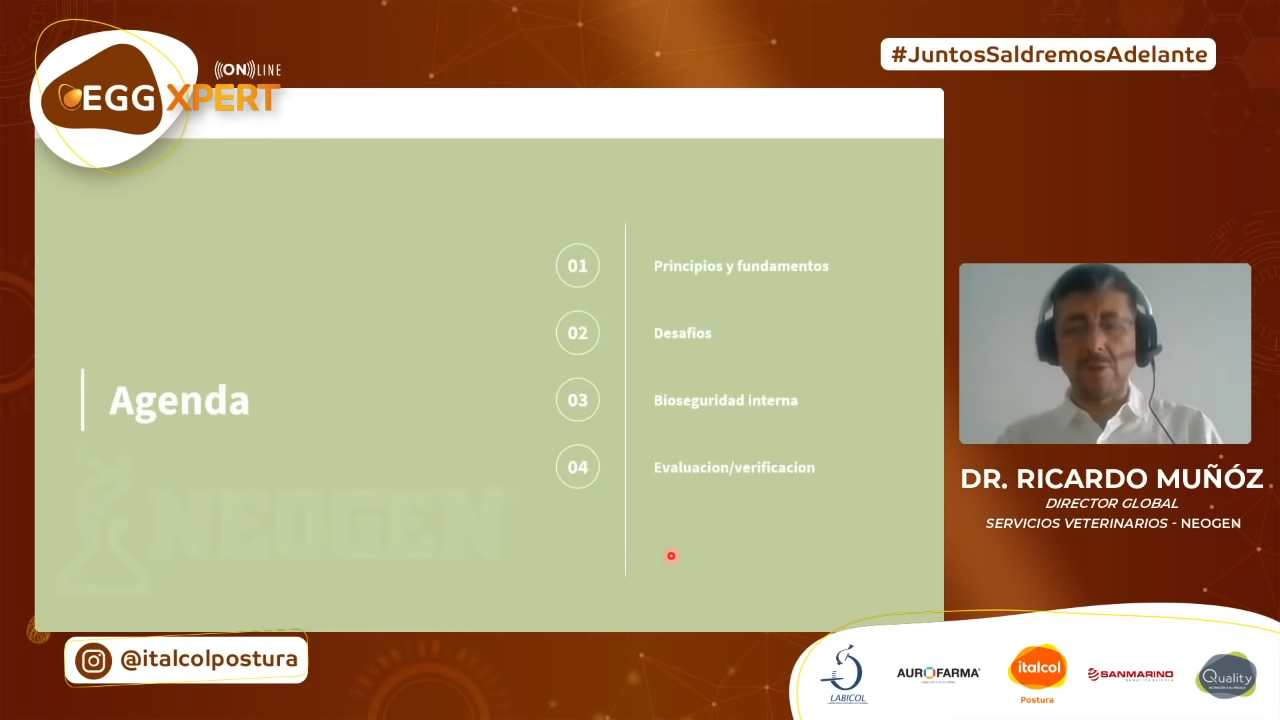 ((ON))LINE
EGG XPERT
#JuntosSaldremosAdelante
Agenda
01 Principios y fundamentos
02 Desafios
03 Bioseguridad interna
04 Evaluacion/verificacion
NEOGEN
DR. RICARDO MUÑÓZ
DIRECTOR GLOBAL
SERVICIOS VETERINARIOS - NEOGEN
@italcolpostura
LABICOL
AUROFARMA
italcol
Postura
SANMARINO
Quality